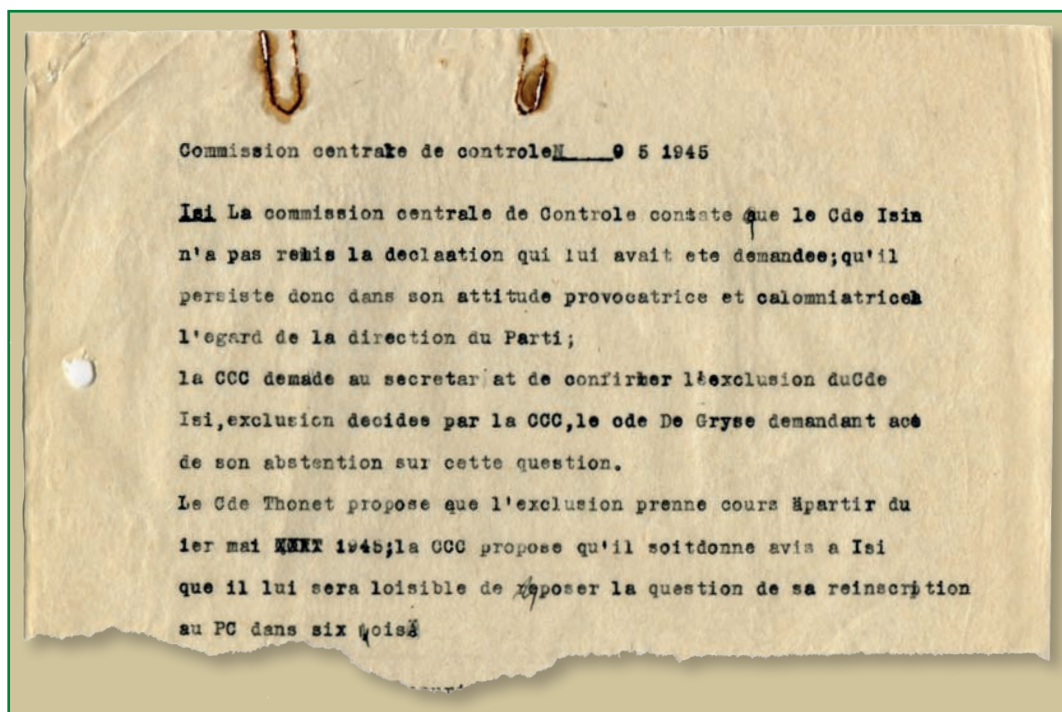 Commission centrale de controle 9 5 1945
Isi La commission centrale de Controle constate que le Cde Isin
n'a pas remis la declaation qui lui avait ete demandee;qu'il
persiste donc dans son attitude provocatrice et calomniatrice
l'egard de la direction du Parti;
la CCC demade au secretar at de confirmer l'exclusion duCde
Isi,exclusion decidee par la CCC,le cde De Gryse demandant
de son abstention sur cette question.
Le Cde Thonet propose que l'exclusion prenne cours àpartir du
1er mai 1945;la CCC propose qu'il soitdonne avis a Isi
que il lui sera loisible de reposer la question de sa reinscription
au PC dans six mois